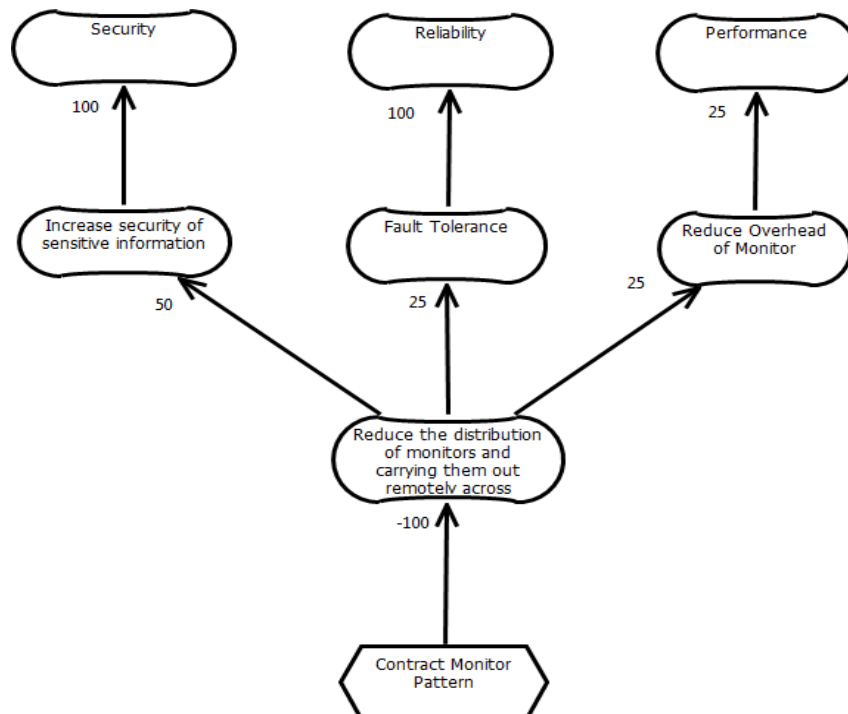 Security
Reliability
Performance
100
100
25
Increase security of
sensitive information
Fault Tolerance
Reduce Overhead
of Monitor
50
25
25
Reduce the distribution
of monitors and
carrying them out
remotely across
-100
Contract Monitor
Pattern